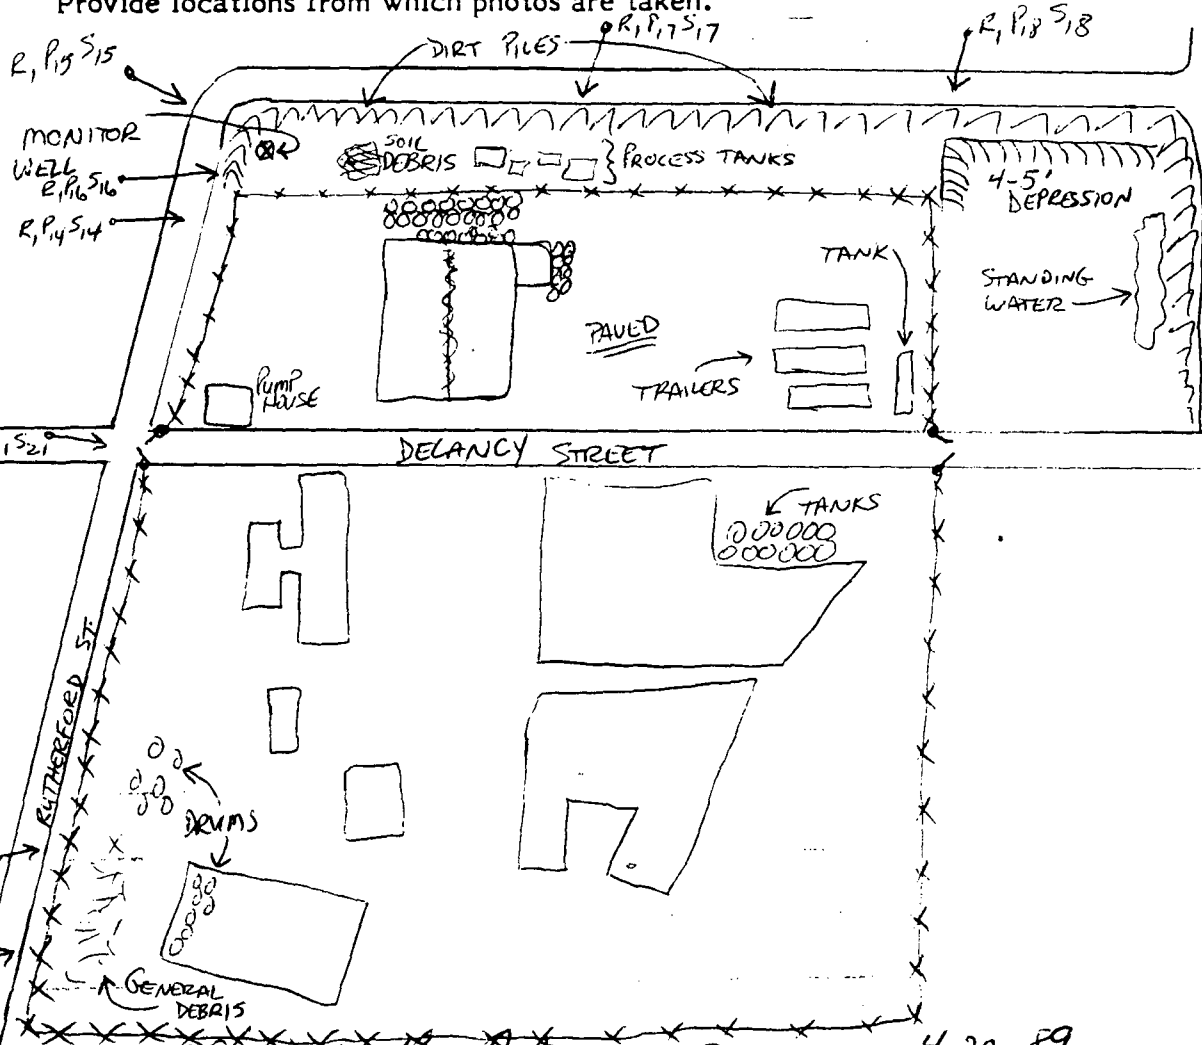 Provide locations from which photos are taken.
R, P,15 S,15
DIRT PILES
R, P,17 S,17
R, P,18 S,18
MONITOR
WELL
R, P,16 S,16
R, P,14 S,14
SOIL
DEBRIS
PROCESS TANKS
4-5'
DEPRESSION
TANK
STANDING
WATER
PAVED
TRAILERS
PUMP
HOUSE
DELANCY STREET
TANKS
RUTHERFORD ST.
DRUMS
GENERAL
DEBRIS